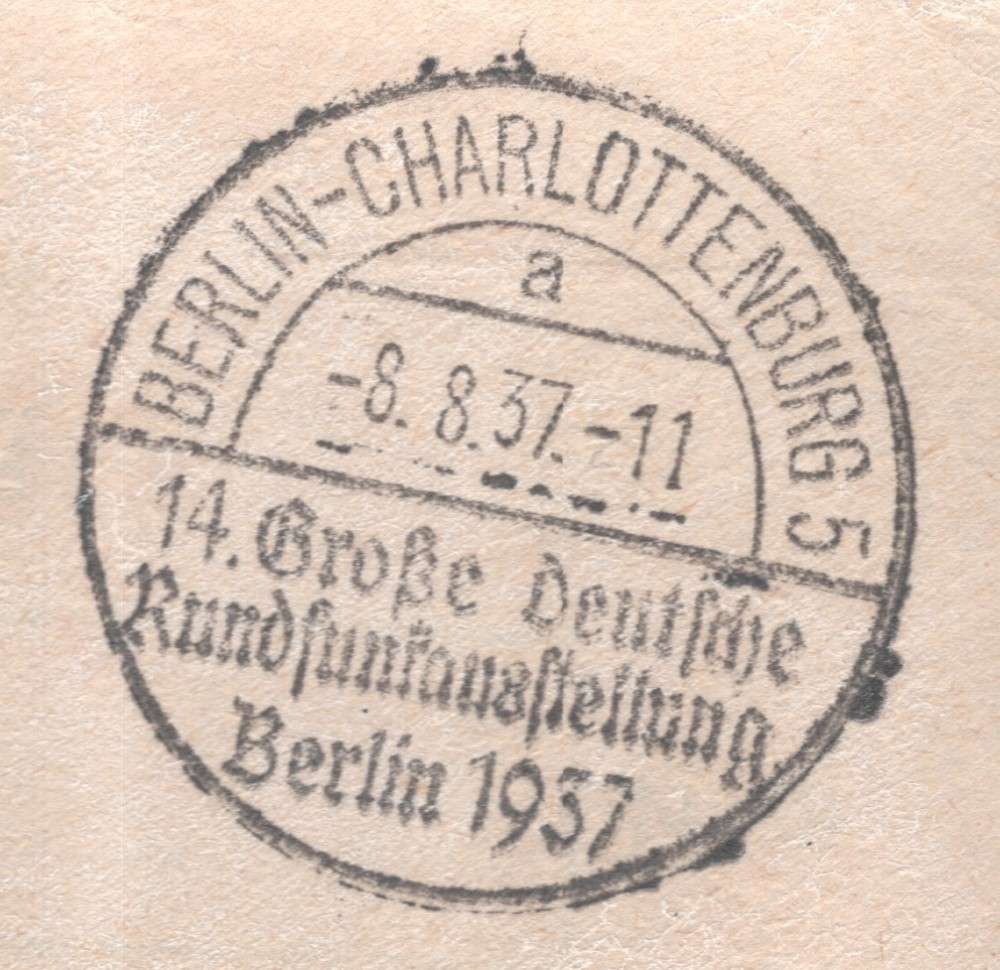 BERLIN-CHARLOTTENBURG 5
a
-8. 8.37.-11
14. Große Deutsche
Rundfunkausstellung
Berlin 1937